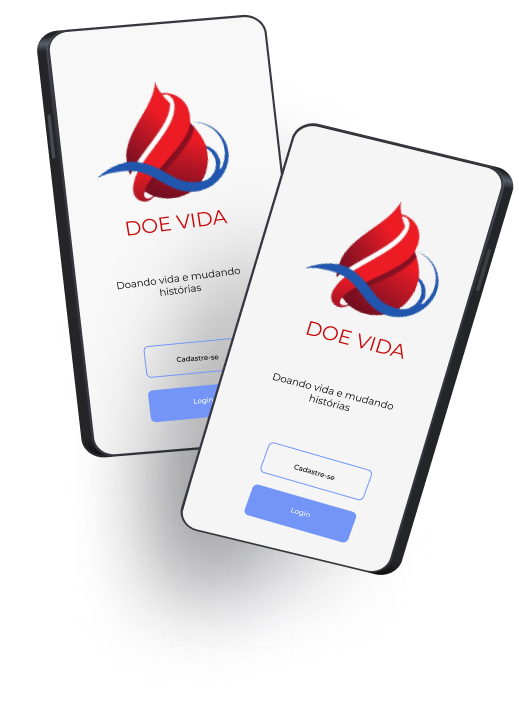 DOE VIDA
Doando vida e mudando
histórias
Cadastre-se
Login
DOE VIDA
Doando vida e mudando
histórias
Cadastre-se
Login